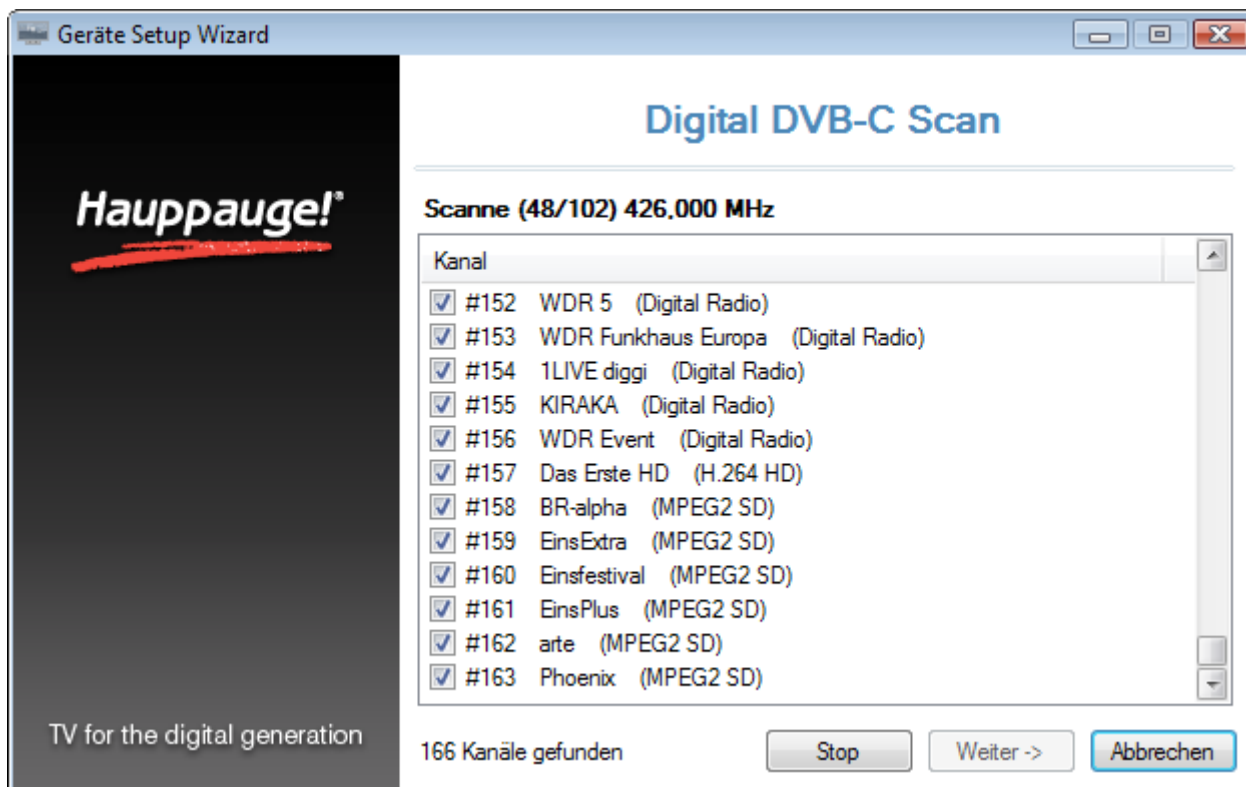 Geräte Setup Wizard
Hauppauge!®
TV for the digital generation
Digital DVB-C Scan
Scanne (48/102) 426,000 MHz
Kanal
#152 WDR 5 (Digital Radio)
#153 WDR Funkhaus Europa (Digital Radio)
#154 1LIVE diggi (Digital Radio)
#155 KIRAKA (Digital Radio)
#156 WDR Event (Digital Radio)
#157 Das Erste HD (H.264 HD)
#158 BR-alpha (MPEG2 SD)
#159 EinsExtra (MPEG2 SD)
#160 Einsfestival (MPEG2 SD)
#161 EinsPlus (MPEG2 SD)
#162 arte (MPEG2 SD)
#163 Phoenix (MPEG2 SD)
166 Kanäle gefunden
Stop
Weiter ->
Abbrechen